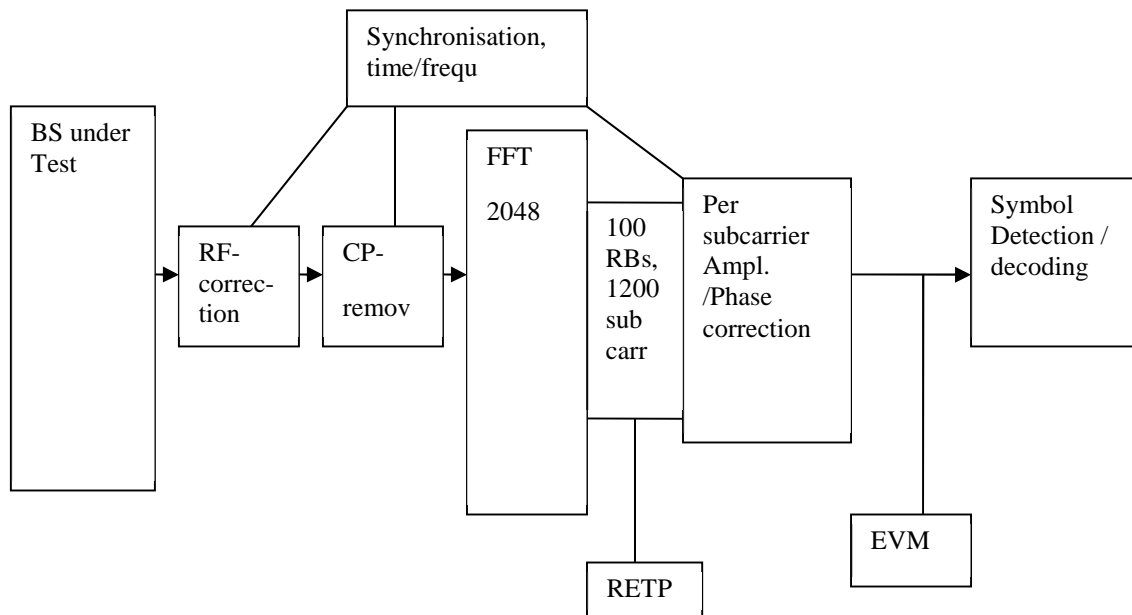 Synchronisation,
time/frequ
BS under
Test
RF-
correc-
tion
CP-
remov
FFT
2048
100
RBs,
1200
sub
carr
Per
subcarrier
Ampl.
/Phase
correction
Symbol
Detection /
decoding
RETP
EVM